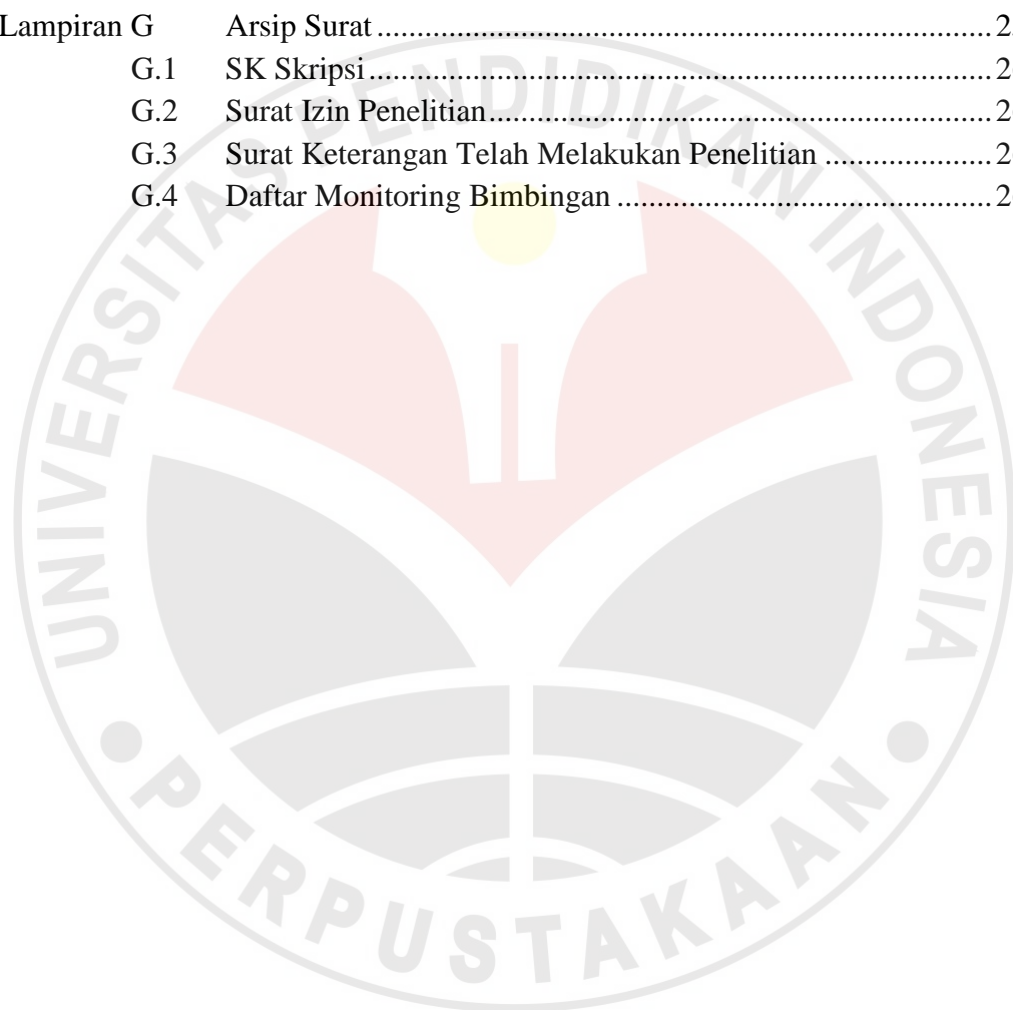 Lampiran G Arsip Surat ........................................................................... 2
G.1 SK Skripsi ............................................................................ 2
G.2 Surat Izin Penelitian ............................................................. 2
G.3 Surat Keterangan Telah Melakukan Penelitian .................... 2
G.4 Daftar Monitoring Bimbingan .............................................. 2
UNIVERSITAS PENDIDIKAN INDONESIA
PERPUSTAKAAN